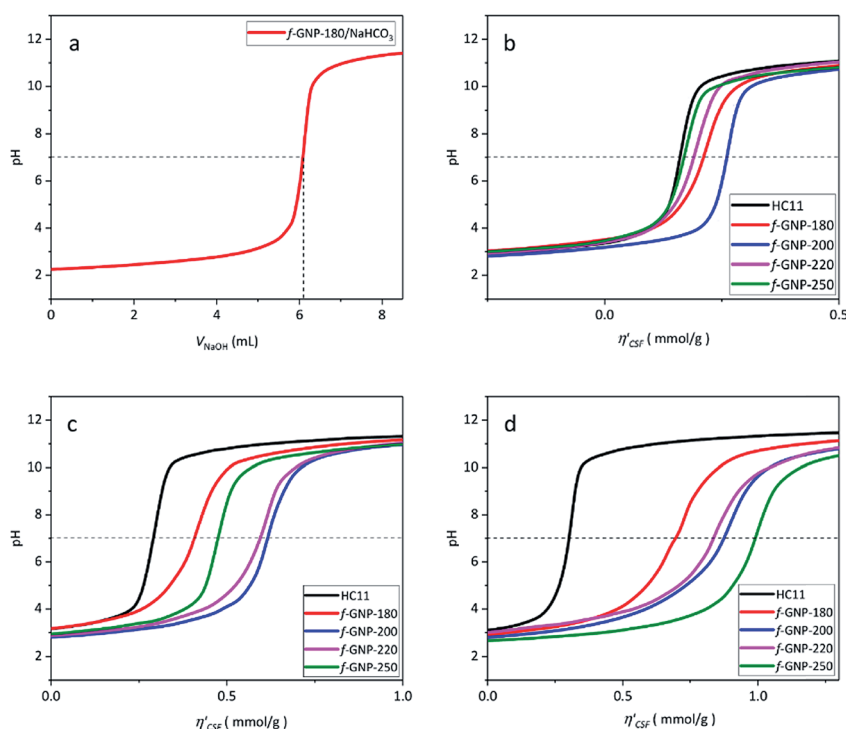 a
f-GNP-180/NaHCO₃
pH
12
10
8
6
4
2
0
2
4
6
8
V_NaOH (mL)
b
pH
12
10
8
6
4
2
HC11
f-GNP-180
f-GNP-200
f-GNP-220
f-GNP-250
0.0
0.5
η'_CSF ( mmol/g )
c
pH
12
10
8
6
4
2
HC11
f-GNP-180
f-GNP-200
f-GNP-220
f-GNP-250
0.0
0.5
1.0
η'_CSF ( mmol/g )
d
pH
12
10
8
6
4
2
HC11
f-GNP-180
f-GNP-200
f-GNP-220
f-GNP-250
0.0
0.5
1.0
η'_CSF ( mmol/g )